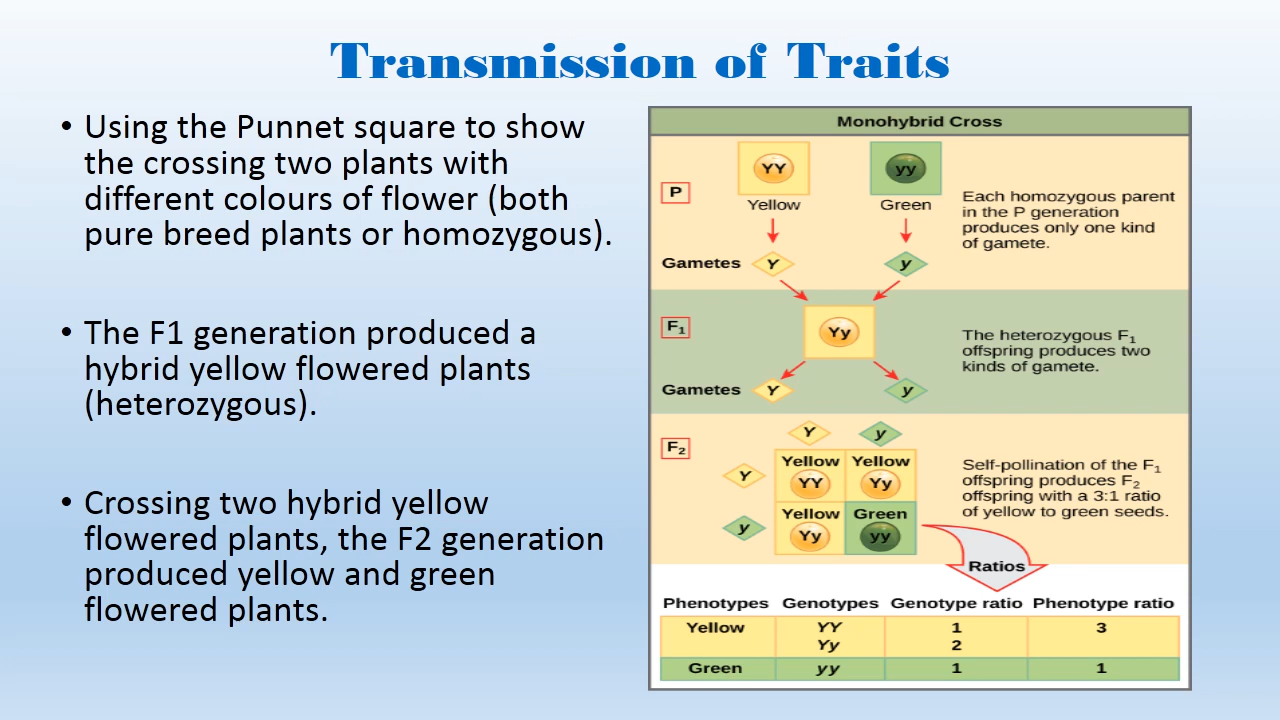 Transmission of Traits
• Using the Punnet square to show
the crossing two plants with
different colours of flower (both
pure breed plants or homozygous).
• The F1 generation produced a
hybrid yellow flowered plants
(heterozygous).
• Crossing two hybrid yellow
flowered plants, the F2 generation
produced yellow and green
flowered plants.
Monohybrid Cross
P
YY
yy
Yellow
Green
Each homozygous parent
in the P generation
produces only one kind
of gamete.
Gametes
Y
y
F₁
Yy
The heterozygous F₁
offspring produces two
kinds of gamete.
Gametes
Y
y
F₂
Y
y
Y
Yellow
YY
Yellow
Yy
y
Yellow
Yy
Green
yy
Self-pollination of the F₁
offspring produces F₂
offspring with a 3:1 ratio
of yellow to green seeds.
Ratios
Phenotypes Genotypes Genotype ratio Phenotype ratio
Yellow YY 1 3
Yy 2
Green yy 1 1